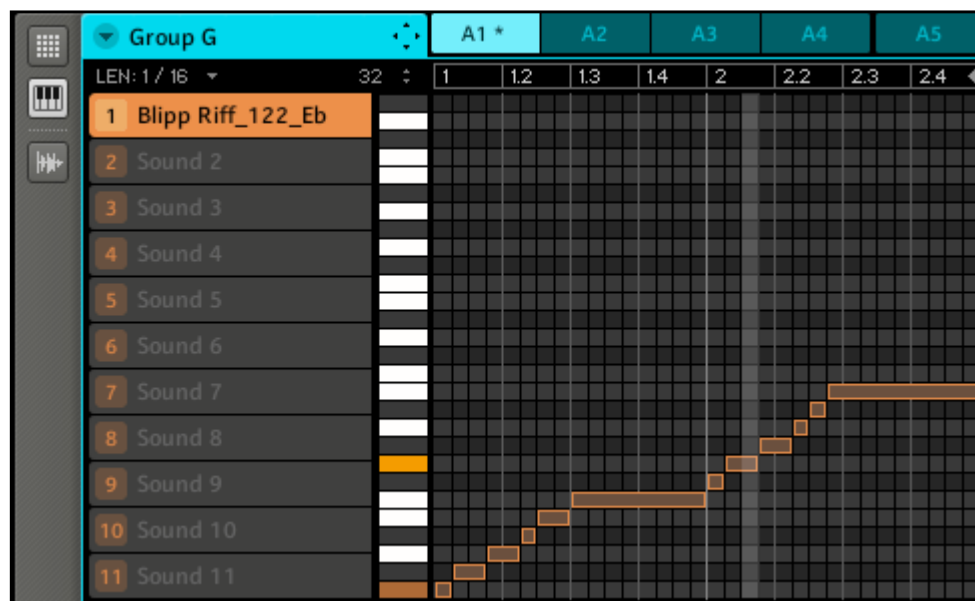 Group G
A1 * A2 A3 A4 A5
LEN: 1 / 16 32 1 1.2 1.3 1.4 2 2.2 2.3 2.4
1 Blipp Riff_122_Eb
2 Sound 2
3 Sound 3
4 Sound 4
5 Sound 5
6 Sound 6
7 Sound 7
8 Sound 8
9 Sound 9
10 Sound 10
11 Sound 11